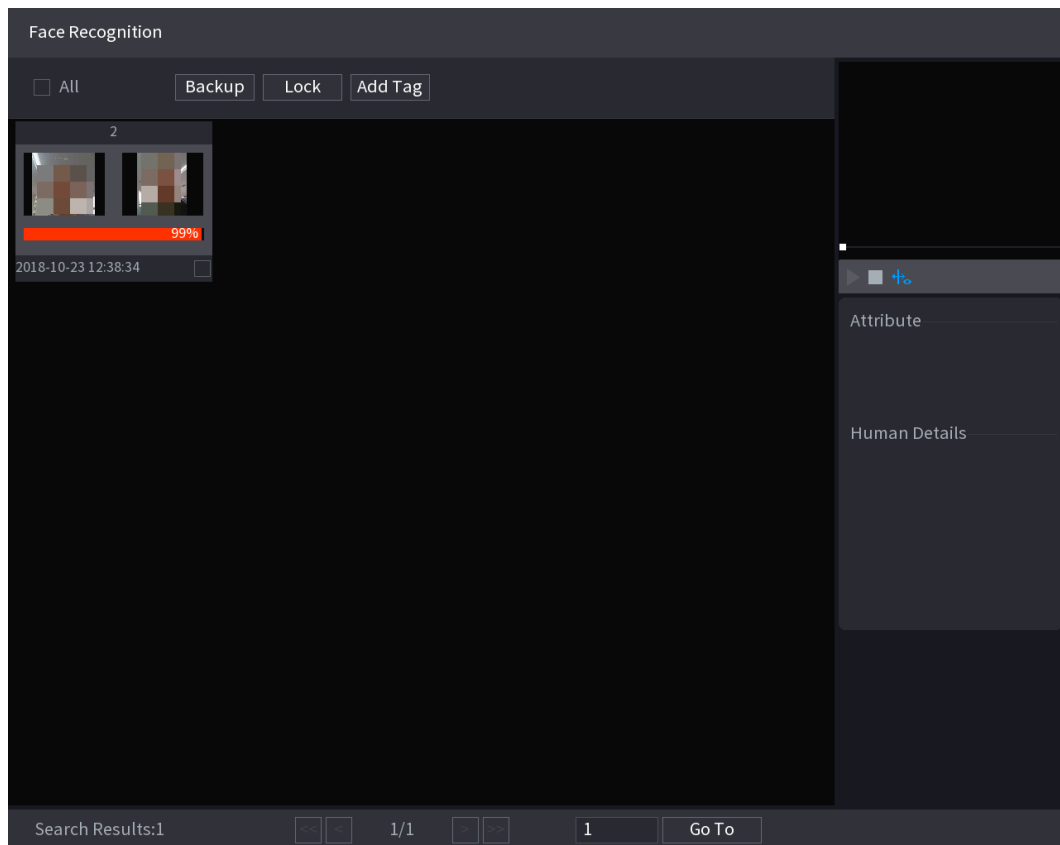 Face Recognition
All Backup Lock Add Tag
2
99%
2018-10-23 12:38:34
Attribute
Human Details
Search Results:1 << < 1/1 > >> 1 Go To